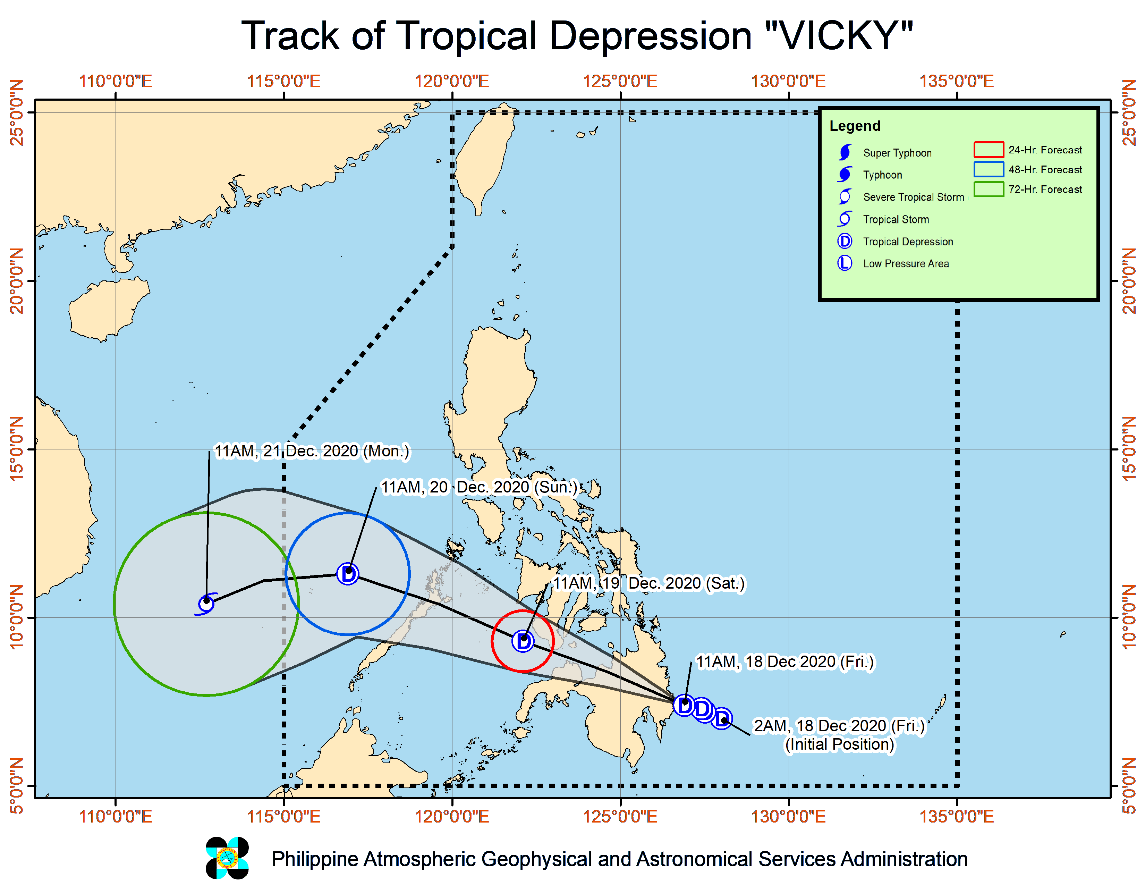 Track of Tropical Depression "VICKY"
110°0'0"E 115°0'0"E 120°0'0"E 125°0'0"E 130°0'0"E 135°0'0"E
25°0'0"N 25°0'0"N
Legend
Super Typhoon
Typhoon
Severe Tropical Storm
Tropical Storm
D Tropical Depression
L Low Pressure Area
24-Hr. Forecast
48-Hr. Forecast
72-Hr. Forecast
20°0'0"N 20°0'0"N
15°0'0"N 15°0'0"N
11AM, 21 Dec. 2020 (Mon.)
11AM, 20 Dec. 2020 (Sun.)
D
11AM, 19 Dec. 2020 (Sat.)
10°0'0"N 10°0'0"N
D
11AM, 18 Dec 2020 (Fri.)
D D D
2AM, 18 Dec 2020 (Fri.)
(Initial Position)
5°0'0"N 5°0'0"N
110°0'0"E 115°0'0"E 120°0'0"E 125°0'0"E 130°0'0"E 135°0'0"E
Philippine Atmospheric Geophysical and Astronomical Services Administration